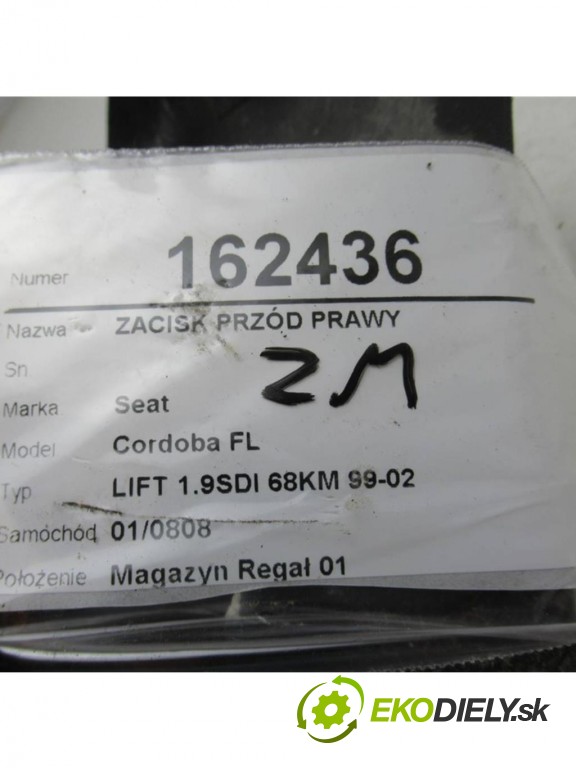 Numer 162436
Nazwa ZACISK PRZÓD PRAWY
Sn
ZM
Marka Seat
Model Cordoba FL
Typ LIFT 1.9SDI 68KM 99-02
Samochód 01/0808
Położenie Magazyn Regał 01
EKODIELY.sk